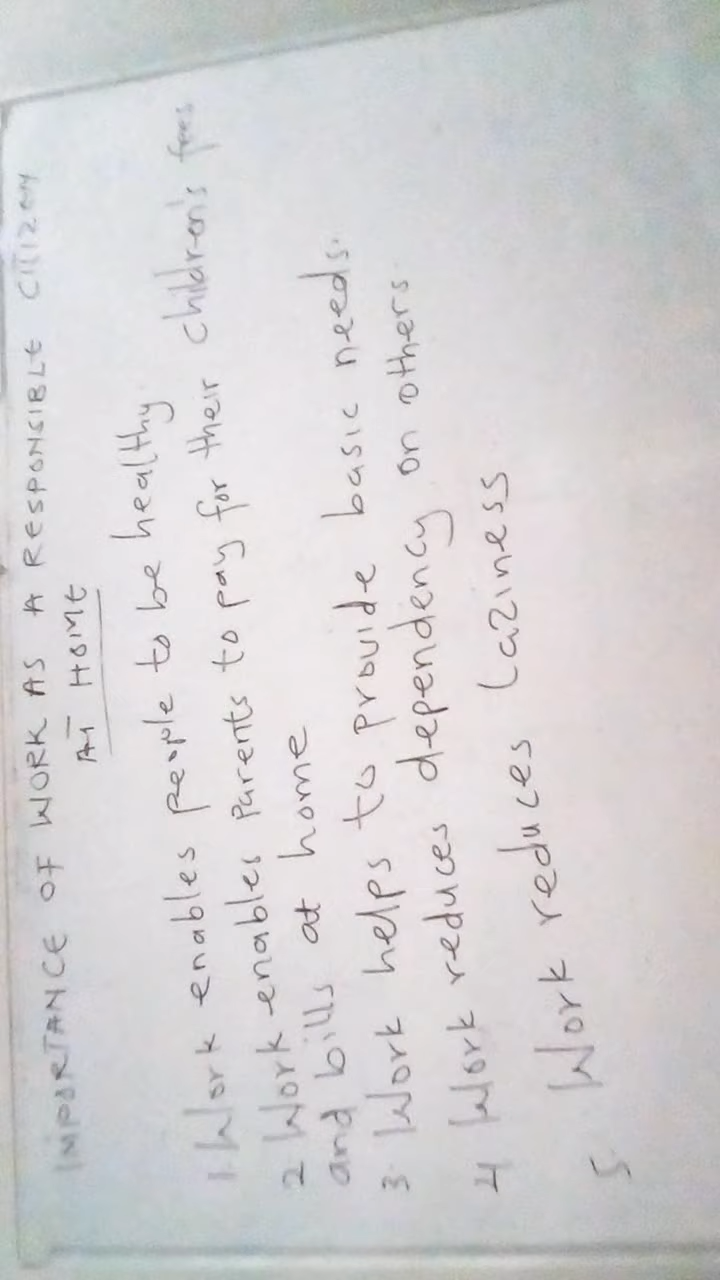 IMPORTANCE OF WORK AS A RESPONSIBLE CITIZEN
AT HOME
1. Work enables people to be healthy.
2 Work enables Parents to pay for their children's fees
and bills at home
3. Work helps to provide basic needs.
4 Work reduces dependency on others.
5. Work reduces Laziness